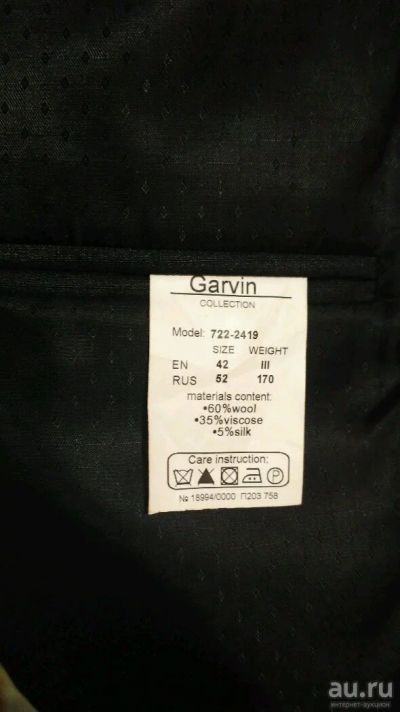 Garvin
COLLECTION
Model: 722-2419
SIZE WEIGHT
EN 42 III
RUS 52 170
materials content:
•60%wool
•35%viscose
•5%silk
Care instruction:
P
№ 18994/0000 П203 758
au.ru
интернет-аукцион